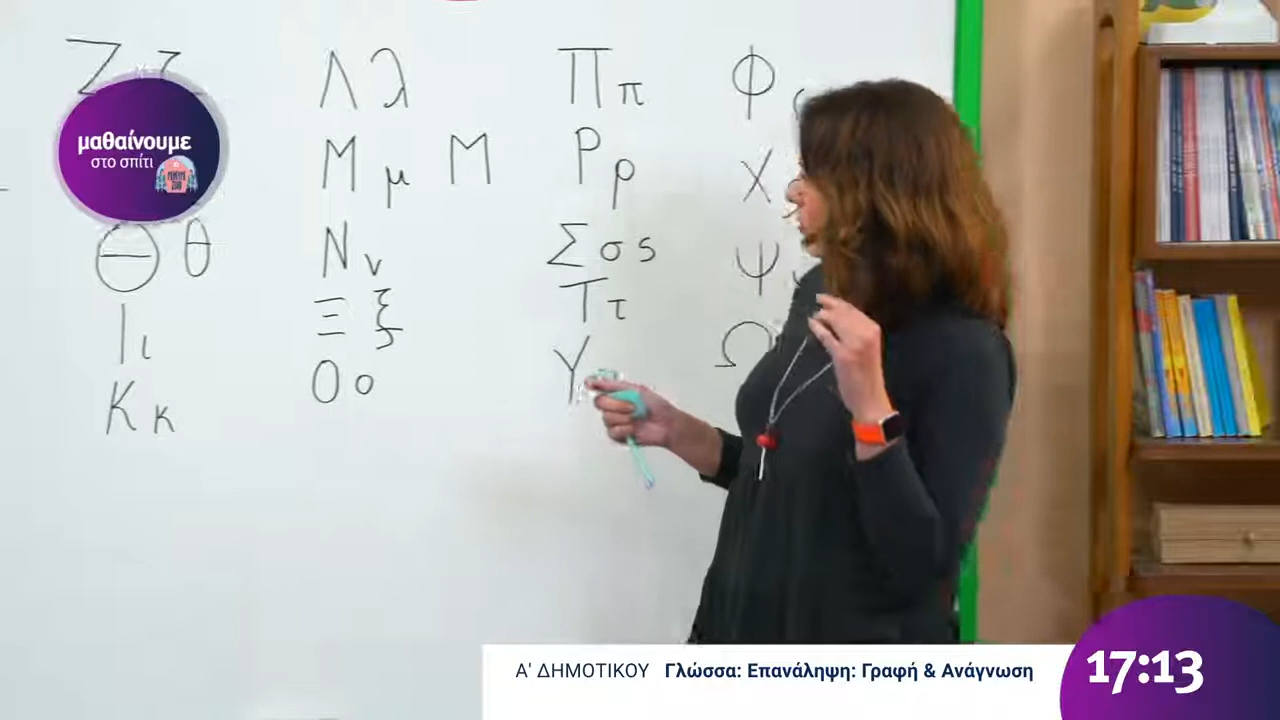 Ζ ζ
Θ θ
Ι ι
Κ κ
Λ λ
Μ μ Μ
Ν ν
Ξ ξ
Ο ο
Π π
Ρ ρ
Σ σ ς
Τ τ
Υ
Φ
Χ
Ψ
Ω
μαθαίνουμε
στο σπίτι
Α' ΔΗΜΟΤΙΚΟΥ Γλώσσα: Επανάληψη: Γραφή & Ανάγνωση
17:13